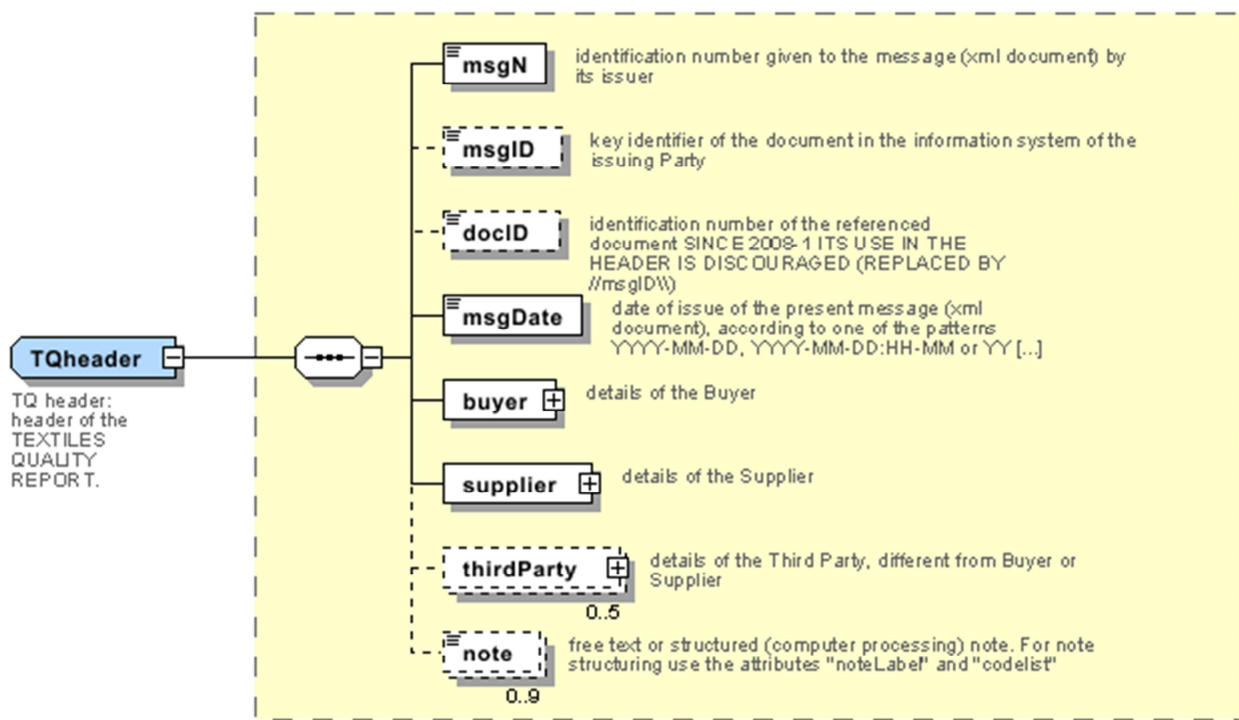 msgN
identification number given to the message (xml document) by
its issuer
msgID
key identifier of the document in the information system of the
issuing Party
docID
identification number of the referenced
document SINCE 2008-1 ITS USE IN THE
HEADER IS DISCOURAGED (REPLACED BY
//msgID\\)
msgDate
date of issue of the present message (xml
document), according to one of the patterns
YYYY-MM-DD, YYYY-MM-DD:HH-MM or YY [...]
TQheader
TQ header:
header of the
TEXTILES
QUALITY
REPORT.
buyer
details of the Buyer
supplier
details of the Supplier
thirdParty
details of the Third Party, different from Buyer or
Supplier
0..5
note
free text or structured (computer processing) note. For note
structuring use the attributes "noteLabel" and "codelist"
0..9